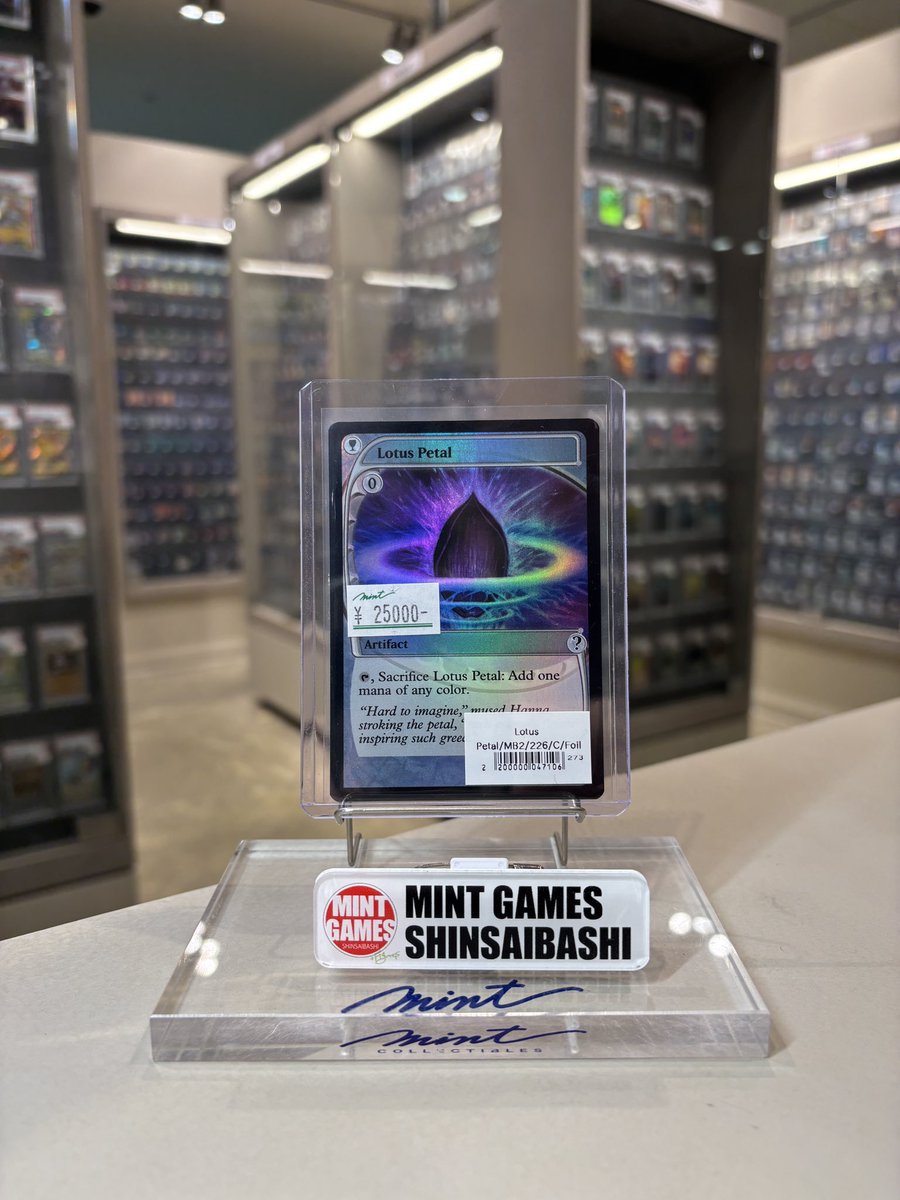 Lotus Petal
0
mint
¥ 25000-
Artifact
?
, Sacrifice Lotus Petal: Add one
mana of any color.
"Hard to imagine," mused Hanna,
stroking the petal, "
inspiring such gree
Lotus
Petal/MB2/226/C/Foil
273
2 200000 047106
MINT GAMES
SHINSAIBASHI
MINT GAMES
SHINSAIBASHI
mint
mint
COLLECTIBLES